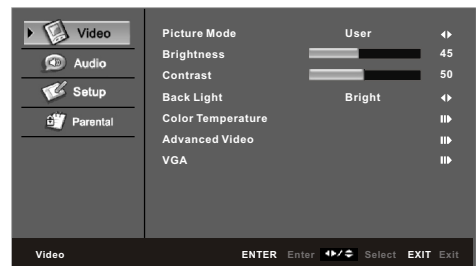 Video
Audio
Setup
Parental
Picture Mode User
Brightness 45
Contrast 50
Back Light Bright
Color Temperature
Advanced Video
VGA
Video ENTER Enter / Select EXIT Exit